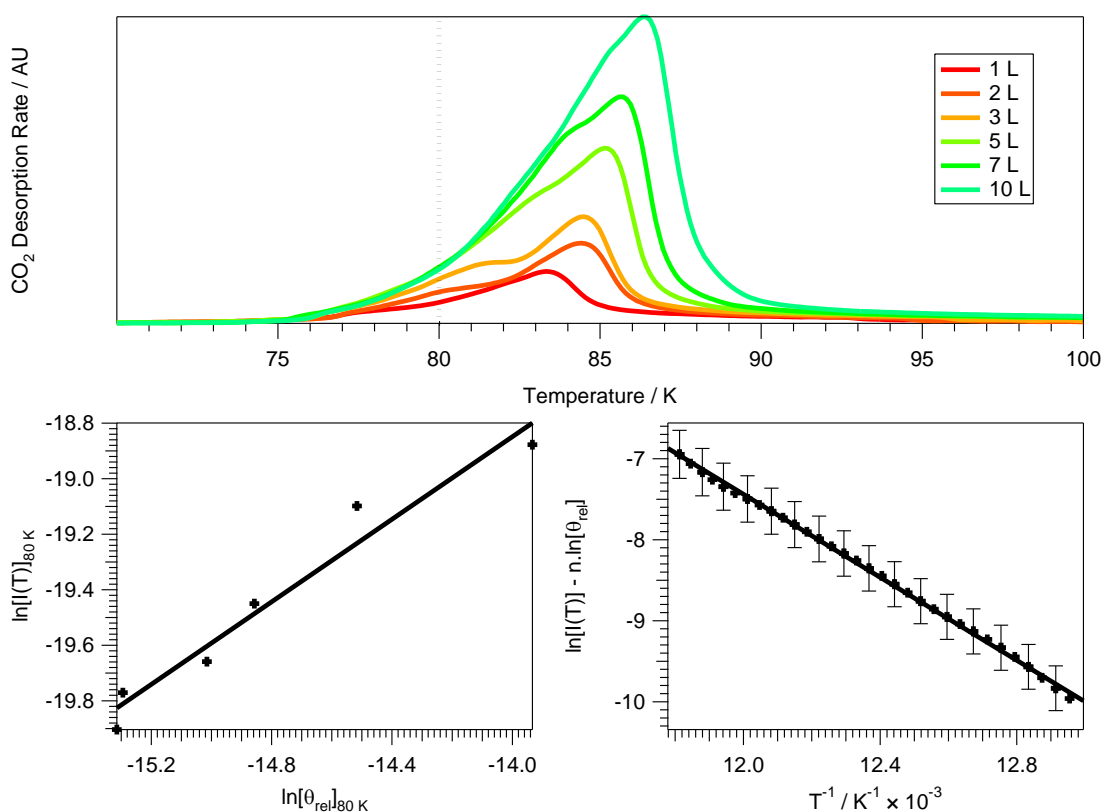 CO₂ Desorption Rate / AU
1 L
2 L
3 L
5 L
7 L
10 L
75
80
85
90
95
100
Temperature / K
ln[I(T)]80 K
-18.8
-19.0
-19.2
-19.4
-19.6
-19.8
-15.2
-14.8
-14.4
-14.0
ln[θrel]80 K
ln[I(T)] - n.ln[θrel]
-7
-8
-9
-10
12.0
12.4
12.8
T⁻¹ / K⁻¹ × 10⁻³